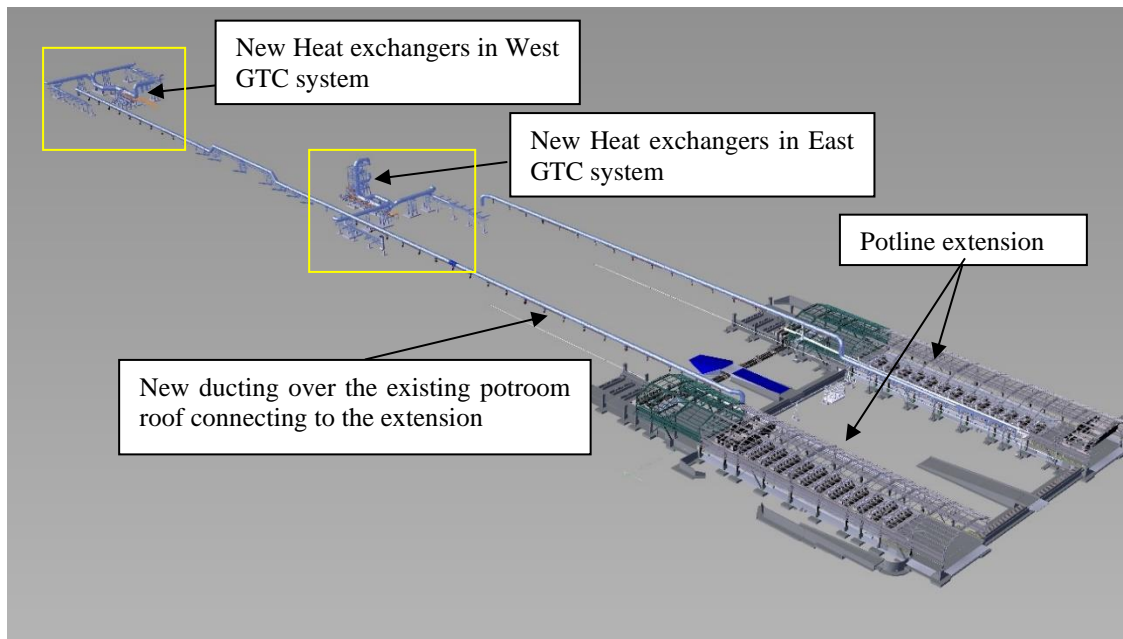 New Heat exchangers in West
GTC system
New Heat exchangers in East
GTC system
Potline extension
New ducting over the existing potroom
roof connecting to the extension